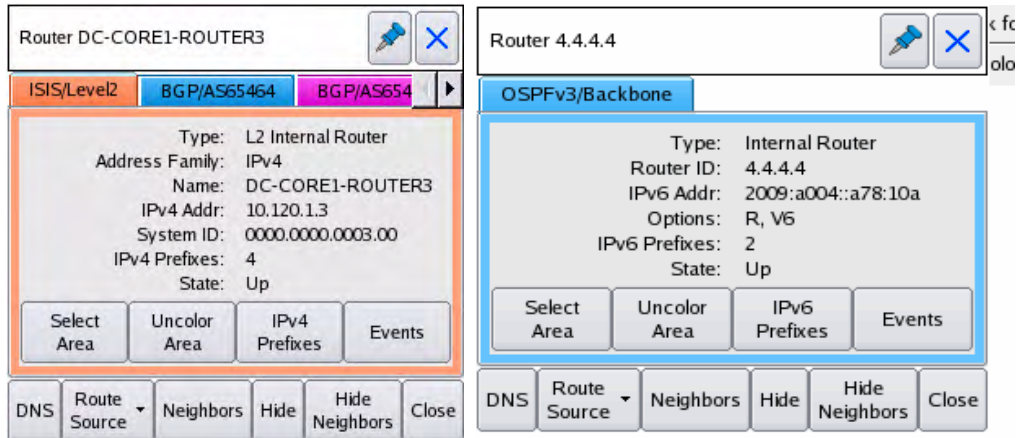 Router DC-CORE1-ROUTER3
ISIS/Level2 BGP/AS65464 BGP/AS654
Type: L2 Internal Router
Address Family: IPv4
Name: DC-CORE1-ROUTER3
IPv4 Addr: 10.120.1.3
System ID: 0000.0000.0003.00
IPv4 Prefixes: 4
State: Up
Select Area Uncolor Area IPv4 Prefixes Events
DNS Route Source Neighbors Hide Hide Neighbors Close
Router 4.4.4.4
OSPFv3/Backbone
Type: Internal Router
Router ID: 4.4.4.4
IPv6 Addr: 2009:a004::a78:10a
Options: R, V6
IPv6 Prefixes: 2
State: Up
Select Area Uncolor Area IPv6 Prefixes Events
DNS Route Source Neighbors Hide Hide Neighbors Close